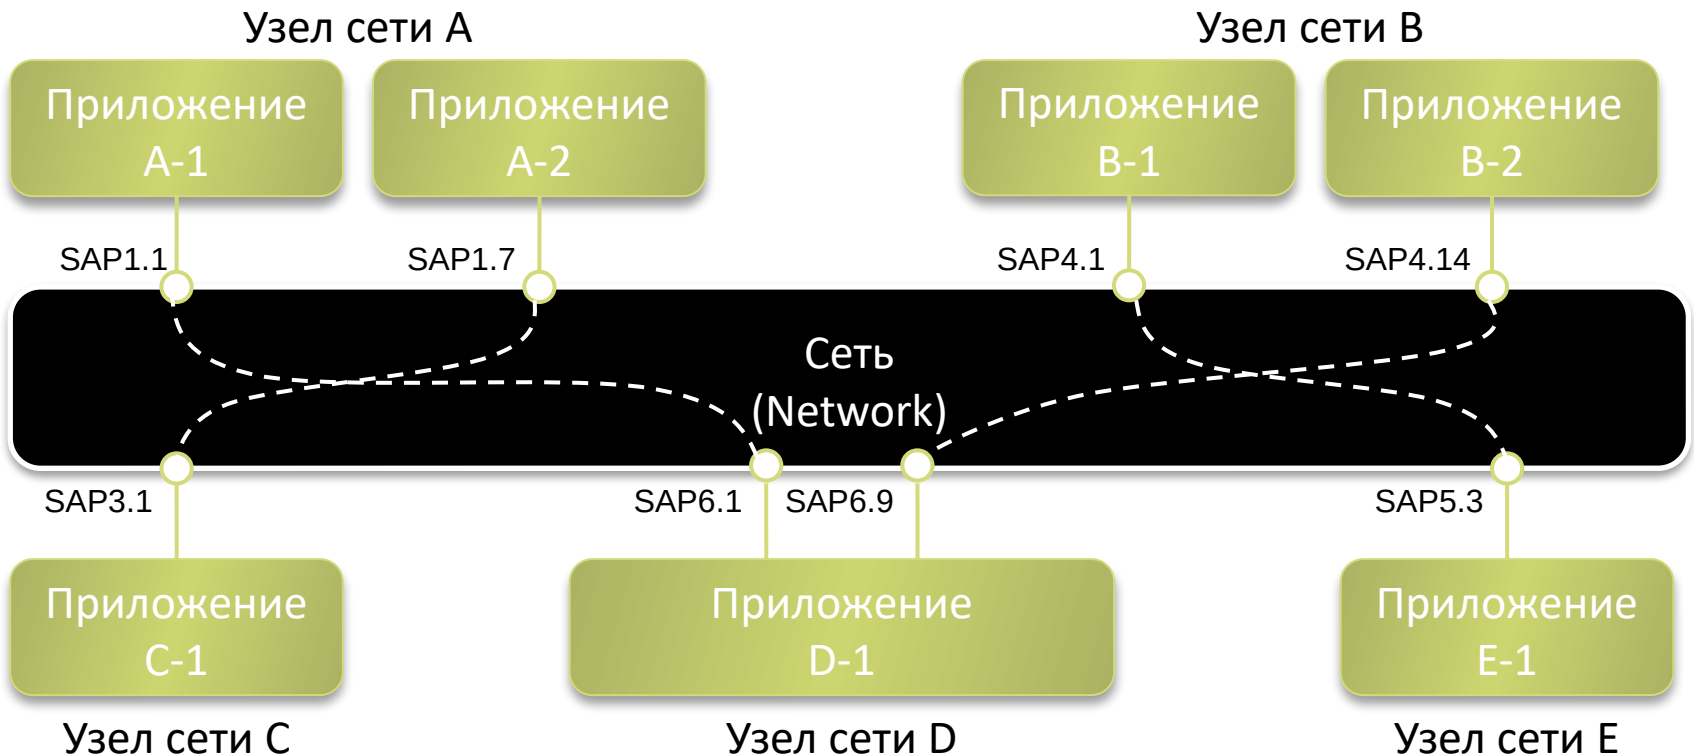 Узел сети A
Узел сети B
Приложение
A-1
Приложение
A-2
Приложение
B-1
Приложение
B-2
SAP1.1
SAP1.7
SAP4.1
SAP4.14
Сеть
(Network)
SAP3.1
SAP6.1
SAP6.9
SAP5.3
Приложение
C-1
Приложение
D-1
Приложение
E-1
Узел сети C
Узел сети D
Узел сети E